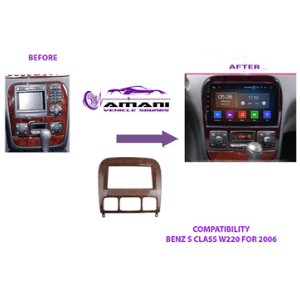 BEFORE
AFTER
AMANI
VEHICLE SOUNDS
COMPATIBILITY
BENZ S CLASS W220 FOR 2006